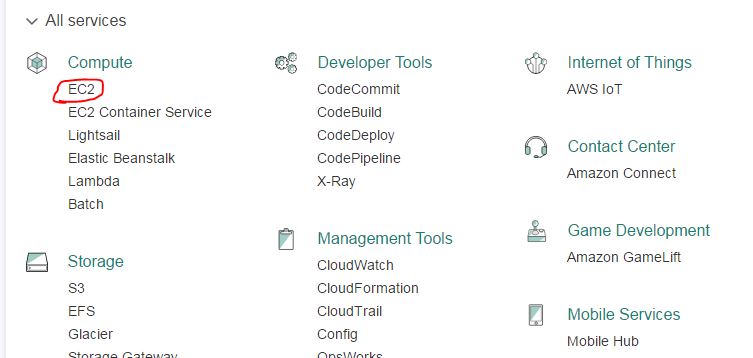 All services
Compute
EC2
EC2 Container Service
Lightsail
Elastic Beanstalk
Lambda
Batch
Storage
S3
EFS
Glacier
Storage Gateway
Developer Tools
CodeCommit
CodeBuild
CodeDeploy
CodePipeline
X-Ray
Management Tools
CloudWatch
CloudFormation
CloudTrail
Config
OpsWorks
Internet of Things
AWS IoT
Contact Center
Amazon Connect
Game Development
Amazon GameLift
Mobile Services
Mobile Hub